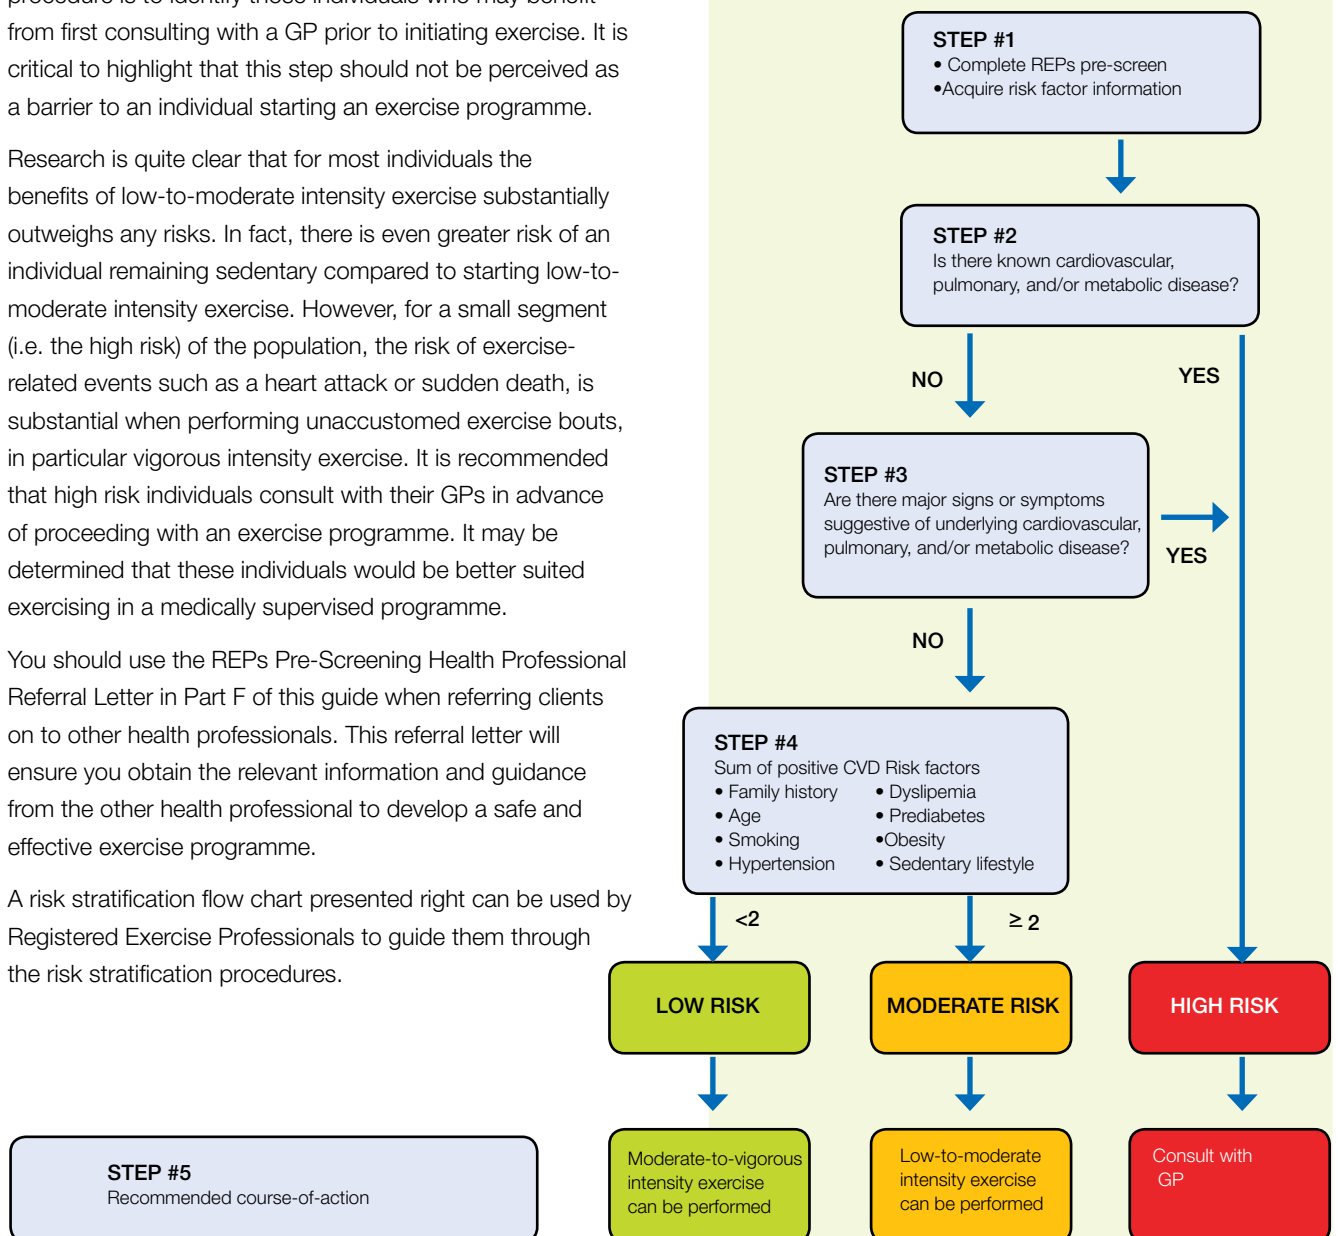 procedure is to identify those individuals who may benefit
from first consulting with a GP prior to initiating exercise. It is
critical to highlight that this step should not be perceived as
a barrier to an individual starting an exercise programme.
Research is quite clear that for most individuals the
benefits of low-to-moderate intensity exercise substantially
outweighs any risks. In fact, there is even greater risk of an
individual remaining sedentary compared to starting low-to-
moderate intensity exercise. However, for a small segment
(i.e. the high risk) of the population, the risk of exercise-
related events such as a heart attack or sudden death, is
substantial when performing unaccustomed exercise bouts,
in particular vigorous intensity exercise. It is recommended
that high risk individuals consult with their GPs in advance
of proceeding with an exercise programme. It may be
determined that these individuals would be better suited
exercising in a medically supervised programme.
You should use the REPs Pre-Screening Health Professional
Referral Letter in Part F of this guide when referring clients
on to other health professionals. This referral letter will
ensure you obtain the relevant information and guidance
from the other health professional to develop a safe and
effective exercise programme.
A risk stratification flow chart presented right can be used by
Registered Exercise Professionals to guide them through
the risk stratification procedures.
STEP #1
• Complete REPs pre-screen
•Acquire risk factor information
STEP #2
Is there known cardiovascular,
pulmonary, and/or metabolic disease?
NO
YES
STEP #3
Are there major signs or symptoms
suggestive of underlying cardiovascular,
pulmonary, and/or metabolic disease?
YES
NO
STEP #4
Sum of positive CVD Risk factors
• Family history
• Age
• Smoking
• Hypertension
• Dyslipemia
• Prediabetes
•Obesity
• Sedentary lifestyle
<2
≥ 2
LOW RISK
MODERATE RISK
HIGH RISK
STEP #5
Recommended course-of-action
Moderate-to-vigorous
intensity exercise
can be performed
Low-to-moderate
intensity exercise
can be performed
Consult with
GP